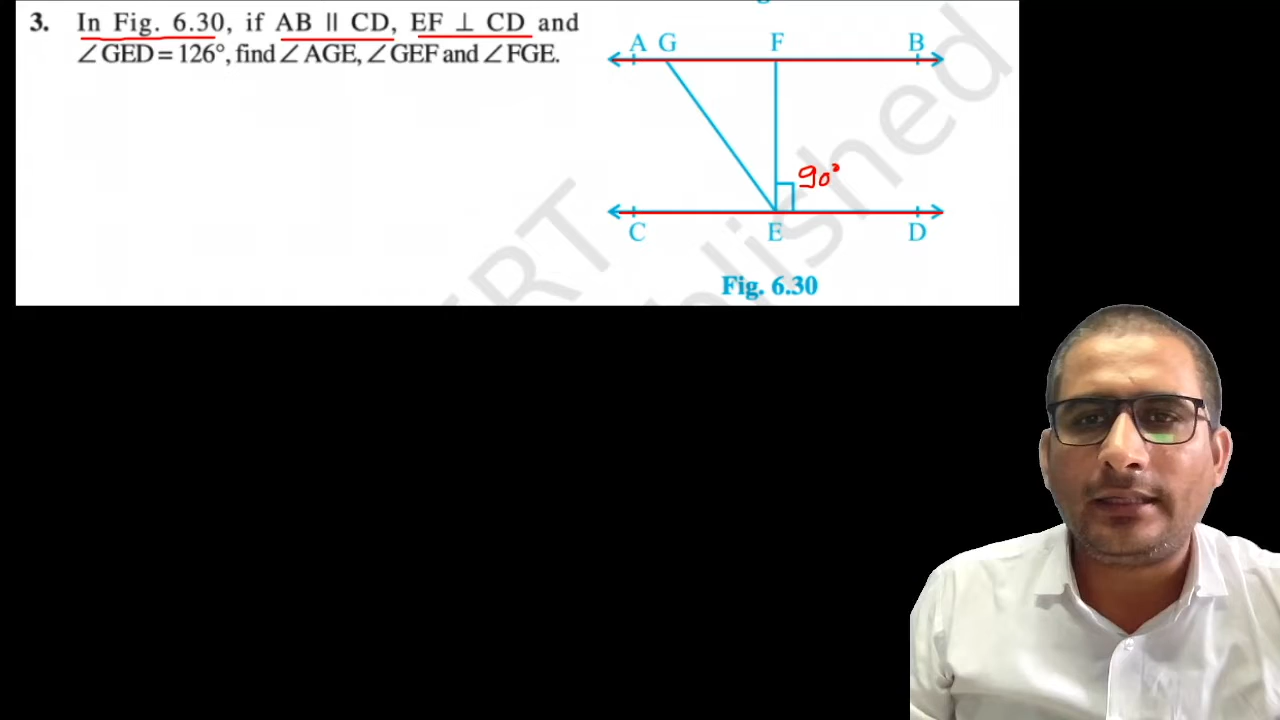 3. In Fig. 6.30, if AB || CD, EF ⊥ CD and
∠GED = 126°, find ∠AGE, ∠GEF and ∠FGE.
A G F B
90°
C E D
Fig. 6.30